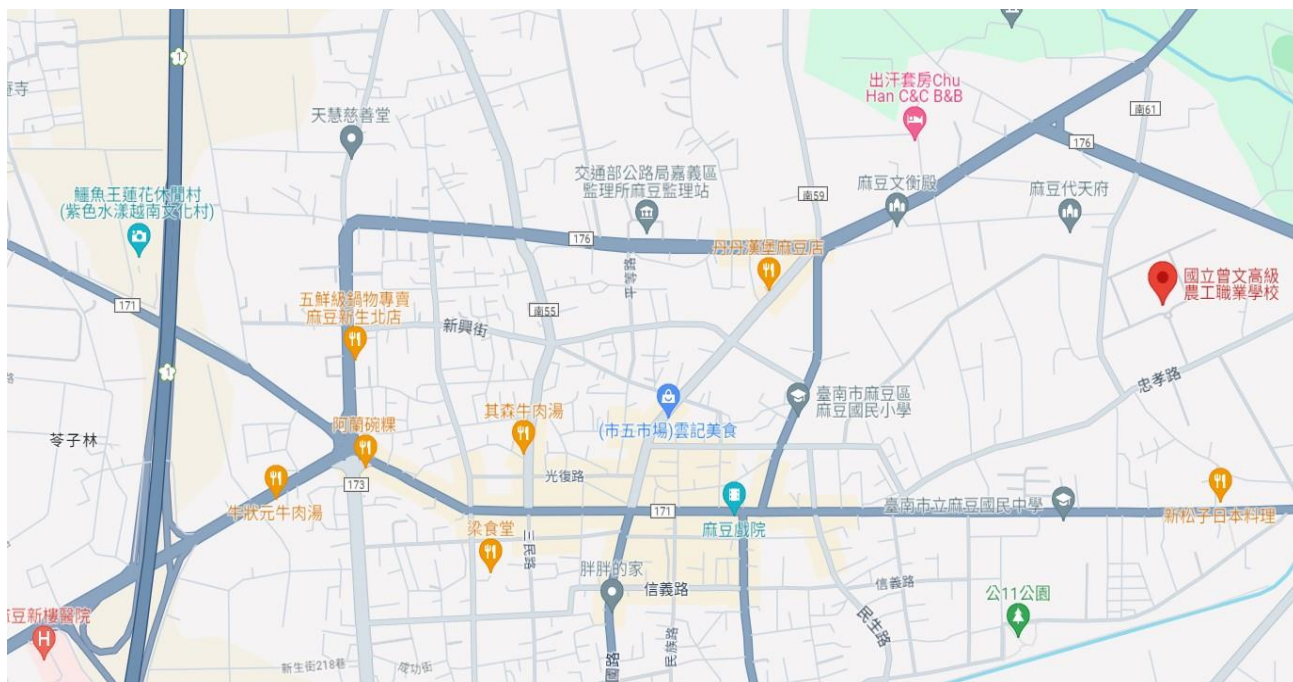 1
南61
出汗套房Chu
Han C&C B&B
天慧慈善堂
176
交通部公路局嘉義區
監理所麻豆監理站
南59
麻豆文衡殿
麻豆代天府
鱷魚王蓮花休閒村
(紫色水漾越南文化村)
176
丹丹漢堡麻豆店
平等路
國立曾文高級
農工職業學校
171
五鮮級鍋物專賣
麻豆新生北店
新興街
南55
1
忠孝路
臺南市麻豆區
麻豆國民小學
苓子林
阿蘭碗粿
其森牛肉湯
(市五市場)雲記美食
光復路
173
171
牛狀元牛肉湯
梁食堂
三民路
麻豆戲院
臺南市立麻豆國民中學
新松子日本料理
胖胖的家
信義路
信義路
民生路
公11公園
豆新樓醫院
民族路
新生街218巷
國路